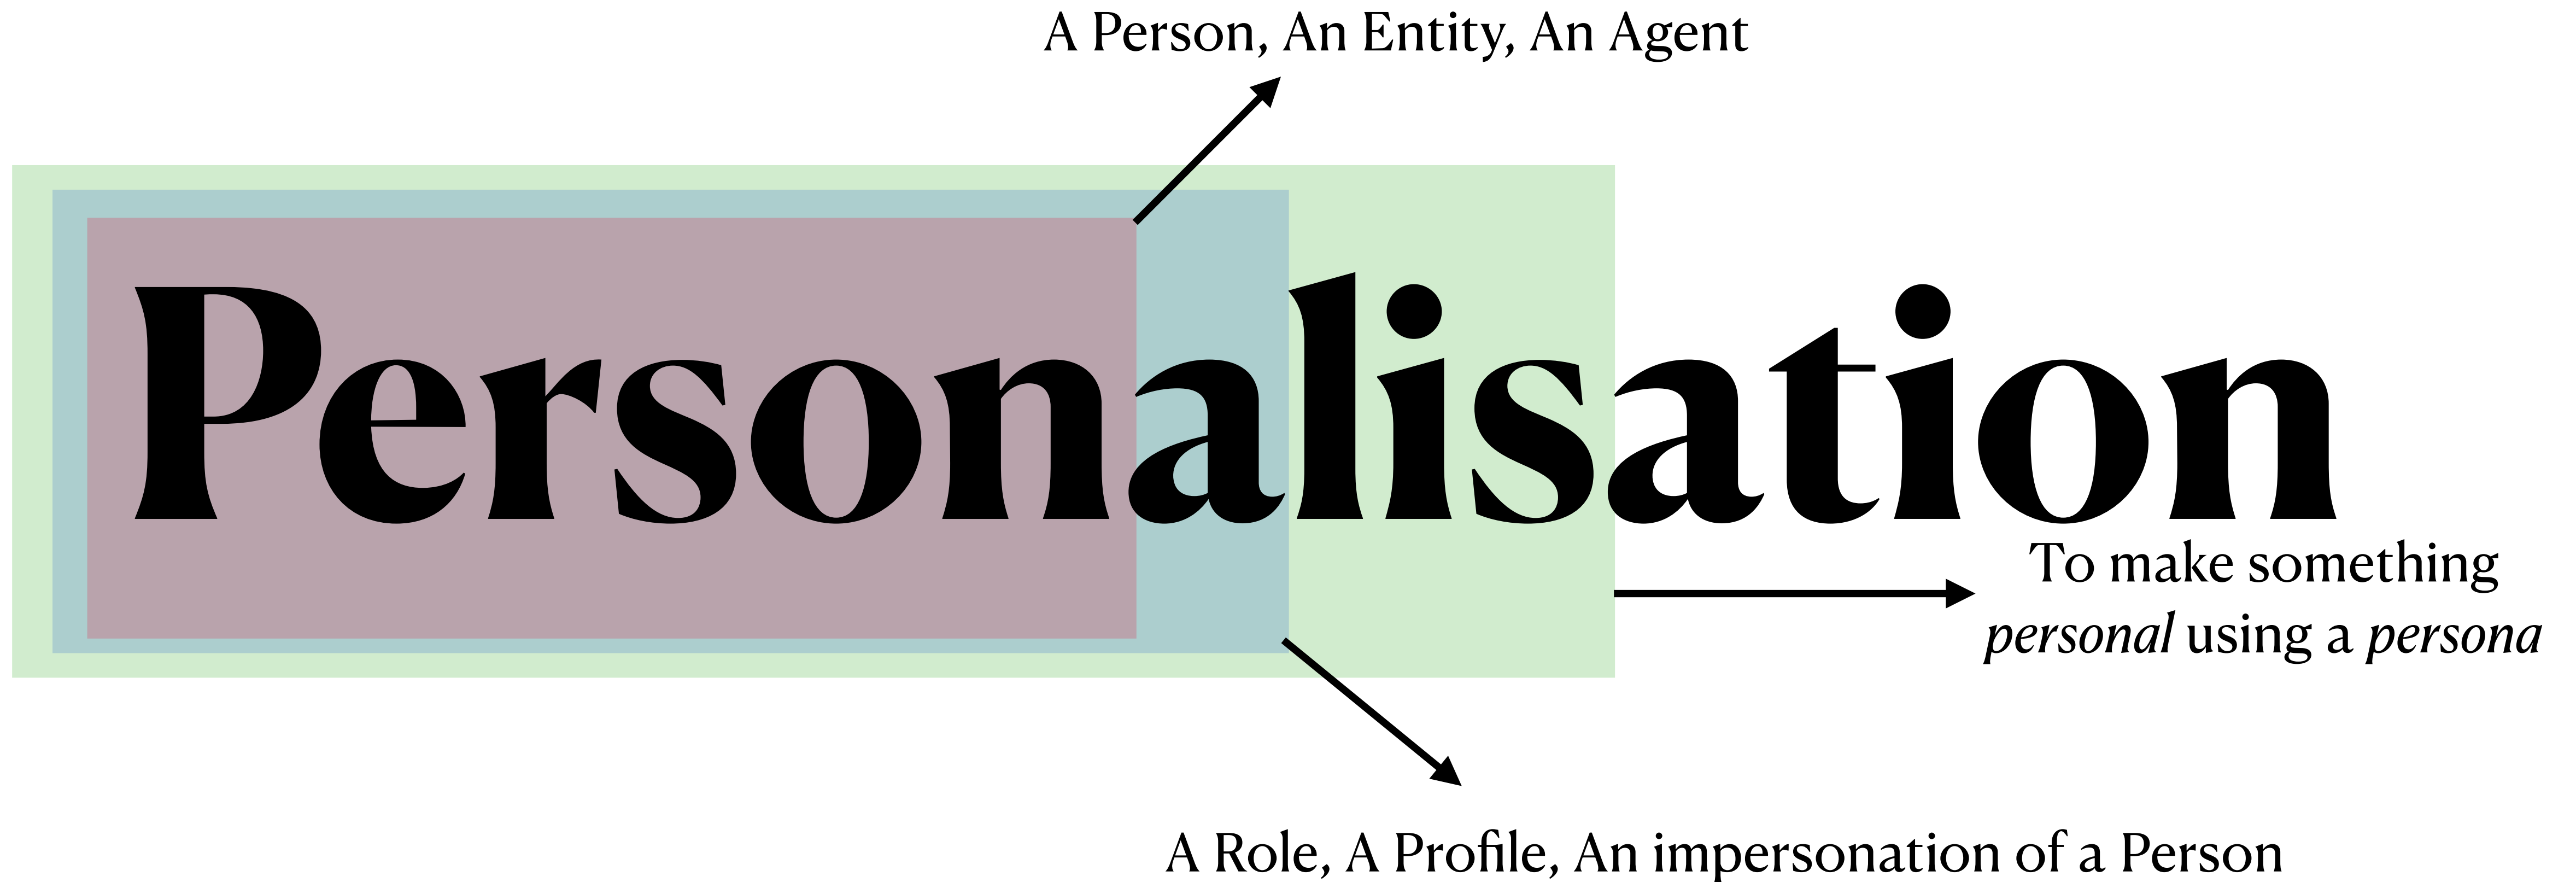 A Person, An Entity, An Agent
Personalisation
To make something
personal using a persona
A Role, A Profile, An impersonation of a Person